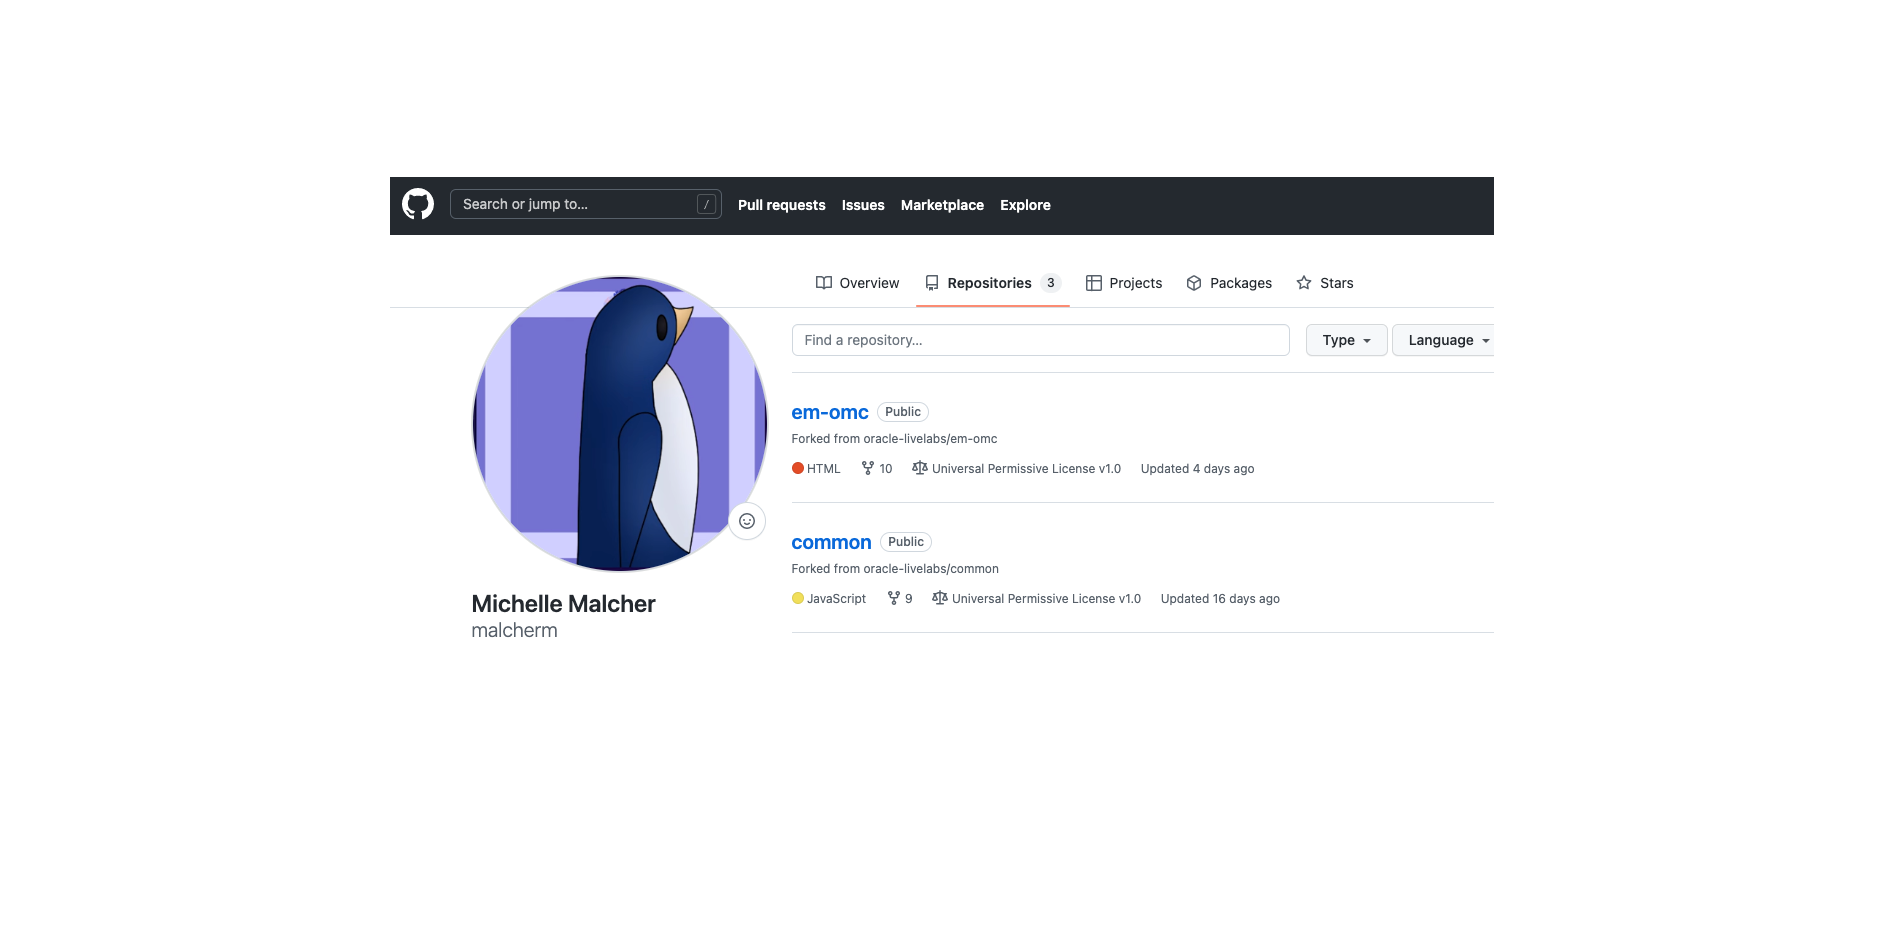 Search or jump to... /
Pull requests Issues Marketplace Explore
Overview Repositories 3 Projects Packages Stars
Find a repository... Type Language
em-omc Public
Forked from oracle-livelabs/em-omc
HTML 10 Universal Permissive License v1.0 Updated 4 days ago
common Public
Forked from oracle-livelabs/common
JavaScript 9 Universal Permissive License v1.0 Updated 16 days ago
Michelle Malcher
malcherm